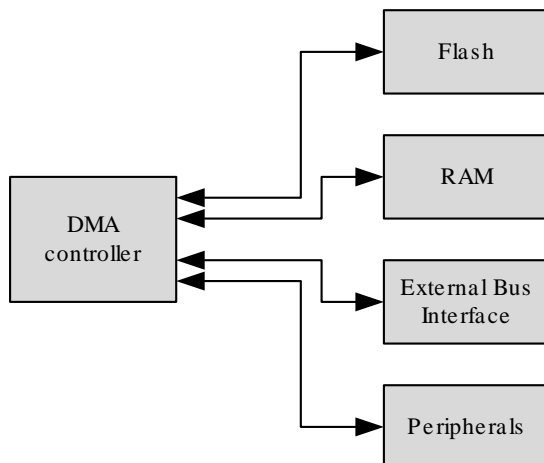 Flash
RAM
DMA
controller
External Bus
Interface
Peripherals